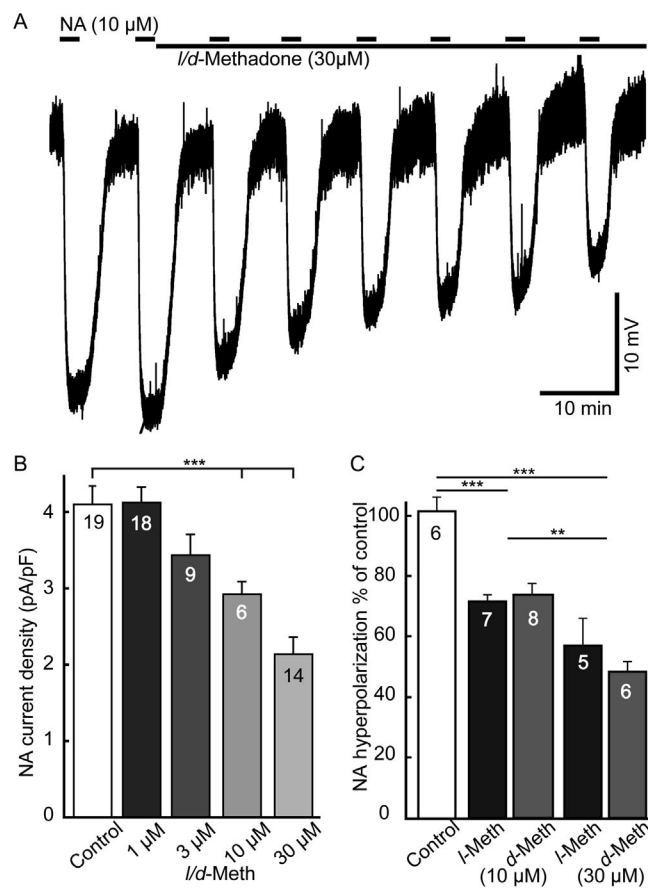 A
NA (10 µM)
l/d-Methadone (30µM)
10 mV
10 min
B
***
NA current density (pA/pF)
4
3
2
1
0
19
18
9
6
14
Control
1 µM
3 µM
10 µM
30 µM
l/d-Meth
C
***
***
**
NA hyperpolarization % of control
100
80
60
40
20
0
6
7
8
5
6
Control
l-Meth
d-Meth
l-Meth
d-Meth
(10 µM)
(30 µM)